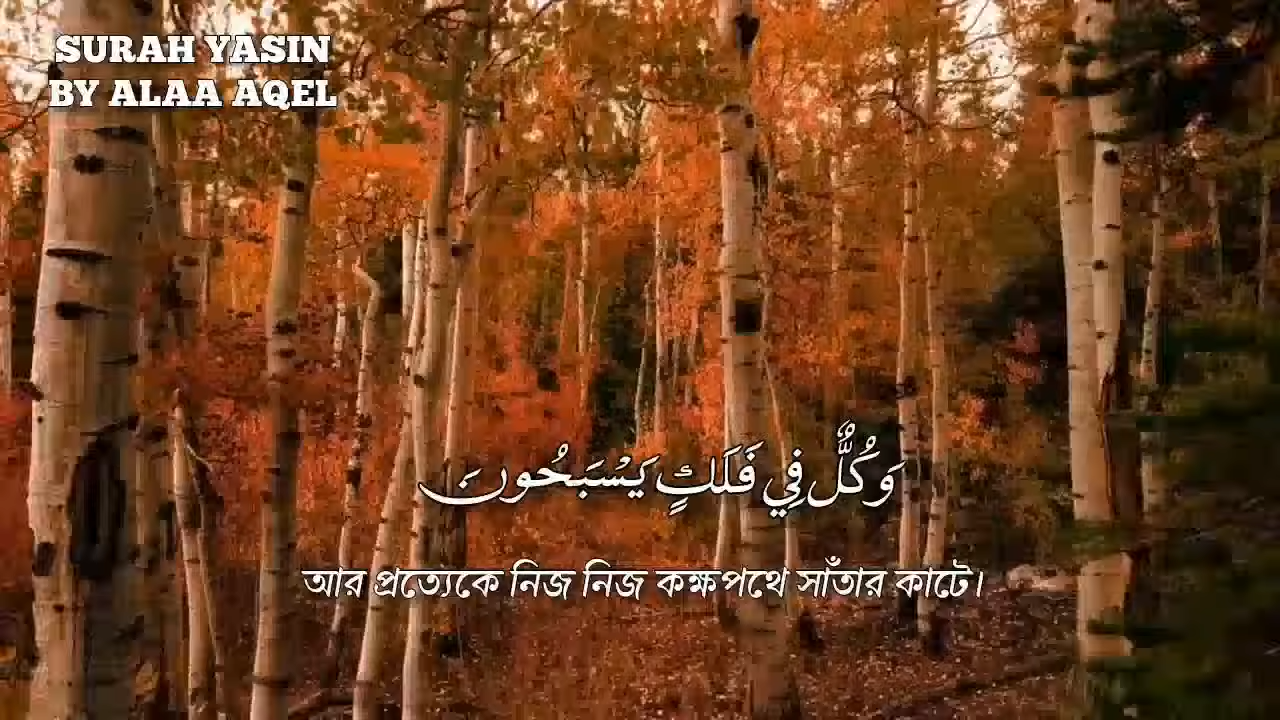 SURAH YASIN
BY ALAA AQEL
وَكُلٌّ فِي فَلَكٍ يَسْبَحُونَ
আর প্রত্যেকে নিজ নিজ কক্ষপথে সাঁতার কাটে।